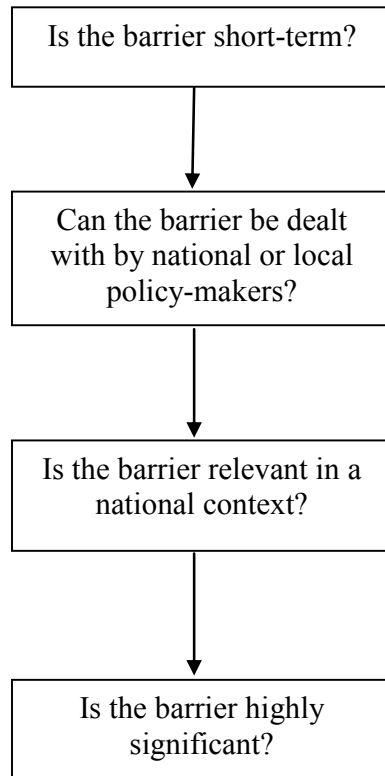 Is the barrier short-term?
Can the barrier be dealt
with by national or local
policy-makers?
Is the barrier relevant in a
national context?
Is the barrier highly
significant?